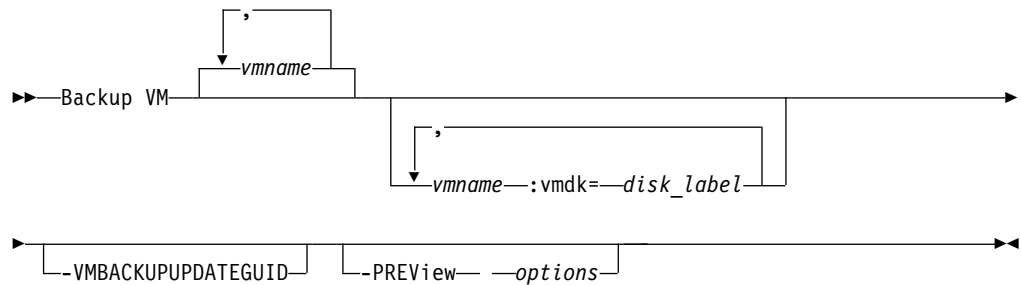 ,
vmname
Backup VM
,
vmname :vmdk= disk_label
-VMBACKUPUPDATEGUID -PREView options